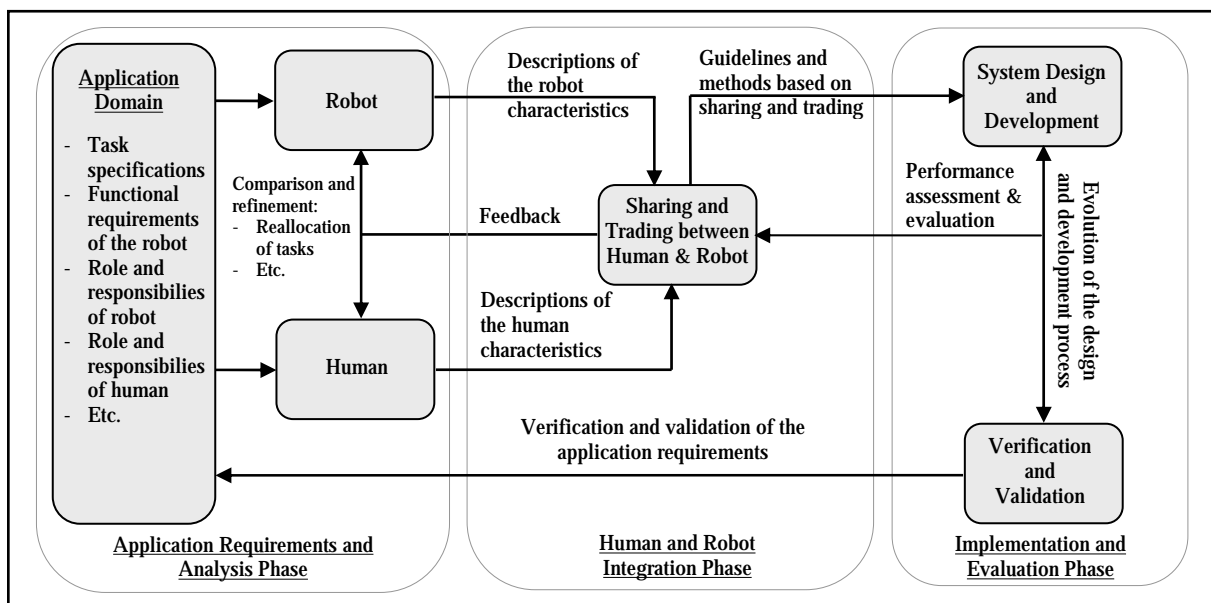 Application
Domain
- Task
specifications
- Functional
requirements
of the robot
- Role and
responsibilies
of robot
- Role and
responsibilies
of human
- Etc.
Robot
Comparison and
refinement:
- Reallocation
of tasks
- Etc.
Human
Application Requirements and
Analysis Phase
Descriptions of
the robot
characteristics
Feedback
Descriptions of
the human
characteristics
Guidelines and
methods based on
sharing and trading
Sharing and
Trading between
Human & Robot
Verification and validation of the
application requirements
Human and Robot
Integration Phase
System Design
and
Development
Performance
assessment &
evaluation
Evolution of the design
and development process
Verification
and
Validation
Implementation and
Evaluation Phase